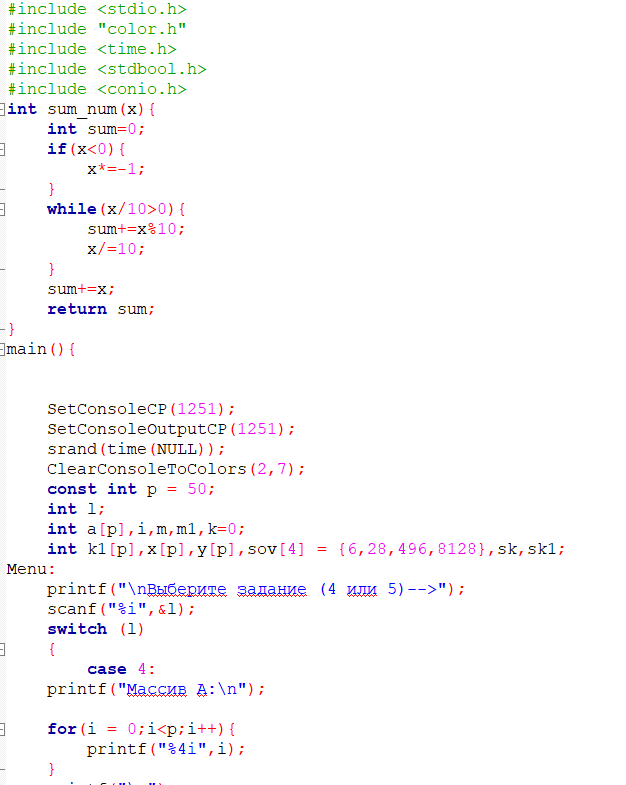 #include <stdio.h>
#include "color.h"
#include <time.h>
#include <stdbool.h>
#include <conio.h>
int sum_num(x){
    int sum=0;
    if(x<0){
        x*=-1;
    }
    while(x/10>0){
        sum+=x%10;
        x/=10;
    }
    sum+=x;
    return sum;
}
main(){
    SetConsoleCP(1251);
    SetConsoleOutputCP(1251);
    srand(time(NULL));
    ClearConsoleToColors(2,7);
    const int p = 50;
    int l;
    int a[p],i,m,m1,k=0;
    int k1[p],x[p],y[p],sov[4] = {6,28,496,8128},sk,sk1;
Menu:
    printf("\nВыберите задание (4 или 5)-->");
    scanf("%i",&l);
    switch (l)
    {
        case 4:
    printf("Массив А:\n");
    for(i = 0;i<p;i++){
        printf("%4i",i);
    }